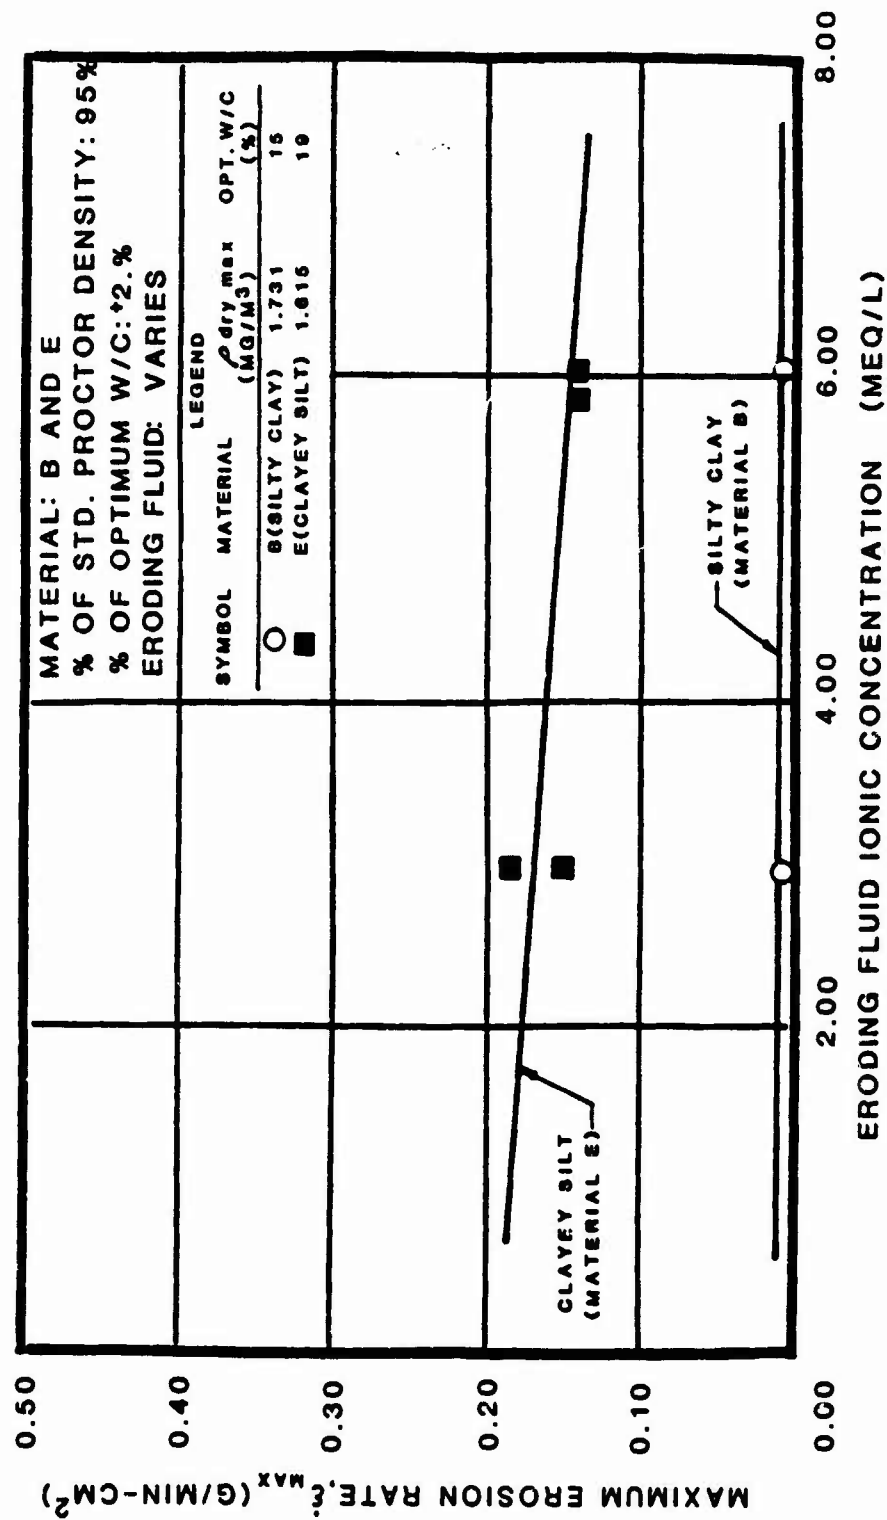 MATERIAL: B AND E
% OF STD. PROCTOR DENSITY: 95%
% OF OPTIMUM W/C:+2.%
ERODING FLUID: VARIES
LEGEND
SYMBOL MATERIAL ρ dry max OPT. W/C
(MG/M3) (%)
B(SILTY CLAY) 1.731 15
E(CLAYEY SILT) 1.615 19
0.50
0.40
0.30
0.20
0.10
0.00
MAXIMUM EROSION RATE, ε̇MAX (G/MIN-CM2)
CLAYEY SILT
(MATERIAL E)
SILTY CLAY
(MATERIAL B)
2.00 4.00 6.00 8.00
ERODING FLUID IONIC CONCENTRATION (MEQ/L)